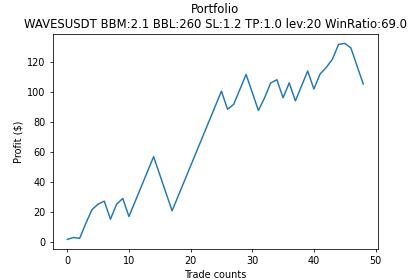 Portfolio
WAVESUSDT BBM:2.1 BBL:260 SL:1.2 TP:1.0 lev:20 WinRatio:69.0
120
100
80
60
40
20
0
Profit ($)
0 10 20 30 40 50
Trade counts